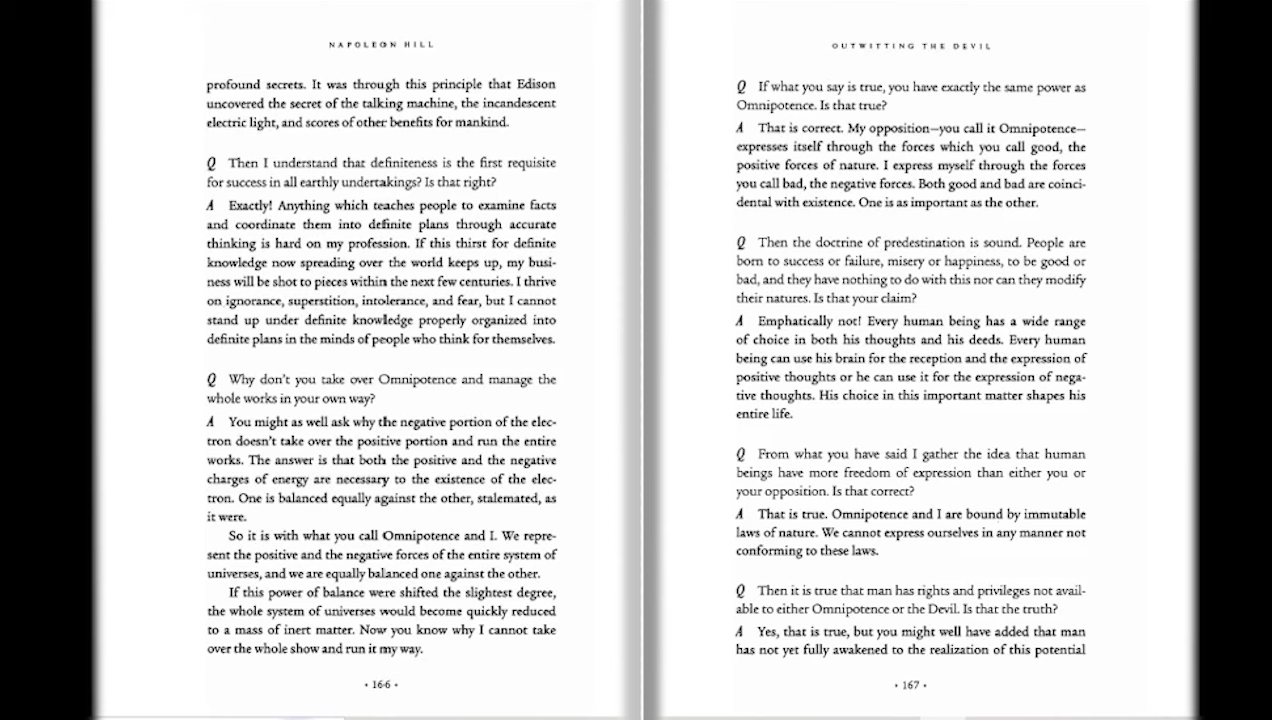 NAPOLEON HILL
profound secrets. It was through this principle that Edison
uncovered the secret of the talking machine, the incandescent
electric light, and scores of other benefits for mankind.
Q Then I understand that definiteness is the first requisite
for success in all earthly undertakings? Is that right?
A Exactly! Anything which teaches people to examine facts
and coordinate them into definite plans through accurate
thinking is hard on my profession. If this thirst for definite
knowledge now spreading over the world keeps up, my busi-
ness will be shot to pieces within the next few centuries. I thrive
on ignorance, superstition, intolerance, and fear, but I cannot
stand up under definite knowledge properly organized into
definite plans in the minds of people who think for themselves.
Q Why don't you take over Omnipotence and manage the
whole works in your own way?
A You might as well ask why the negative portion of the elec-
tron doesn't take over the positive portion and run the entire
works. The answer is that both the positive and the negative
charges of energy are necessary to the existence of the elec-
tron. One is balanced equally against the other, stalemated, as
it were.
So it is with what you call Omnipotence and I. We repre-
sent the positive and the negative forces of the entire system of
universes, and we are equally balanced one against the other.
If this power of balance were shifted the slightest degree,
the whole system of universes would become quickly reduced
to a mass of inert matter. Now you know why I cannot take
over the whole show and run it my way.
• 166 •
OUTWITTING THE DEVIL
Q If what you say is true, you have exactly the same power as
Omnipotence. Is that true?
A That is correct. My opposition—you call it Omnipotence—
expresses itself through the forces which you call good, the
positive forces of nature. I express myself through the forces
you call bad, the negative forces. Both good and bad are coinci-
dental with existence. One is as important as the other.
Q Then the doctrine of predestination is sound. People are
born to success or failure, misery or happiness, to be good or
bad, and they have nothing to do with this nor can they modify
their natures. Is that your claim?
A Emphatically not! Every human being has a wide range
of choice in both his thoughts and his deeds. Every human
being can use his brain for the reception and the expression of
positive thoughts or he can use it for the expression of nega-
tive thoughts. His choice in this important matter shapes his
entire life.
Q From what you have said I gather the idea that human
beings have more freedom of expression than either you or
your opposition. Is that correct?
A That is true. Omnipotence and I are bound by immutable
laws of nature. We cannot express ourselves in any manner not
conforming to these laws.
Q Then it is true that man has rights and privileges not avail-
able to either Omnipotence or the Devil. Is that the truth?
A Yes, that is true, but you might well have added that man
has not yet fully awakened to the realization of this potential
• 167 •